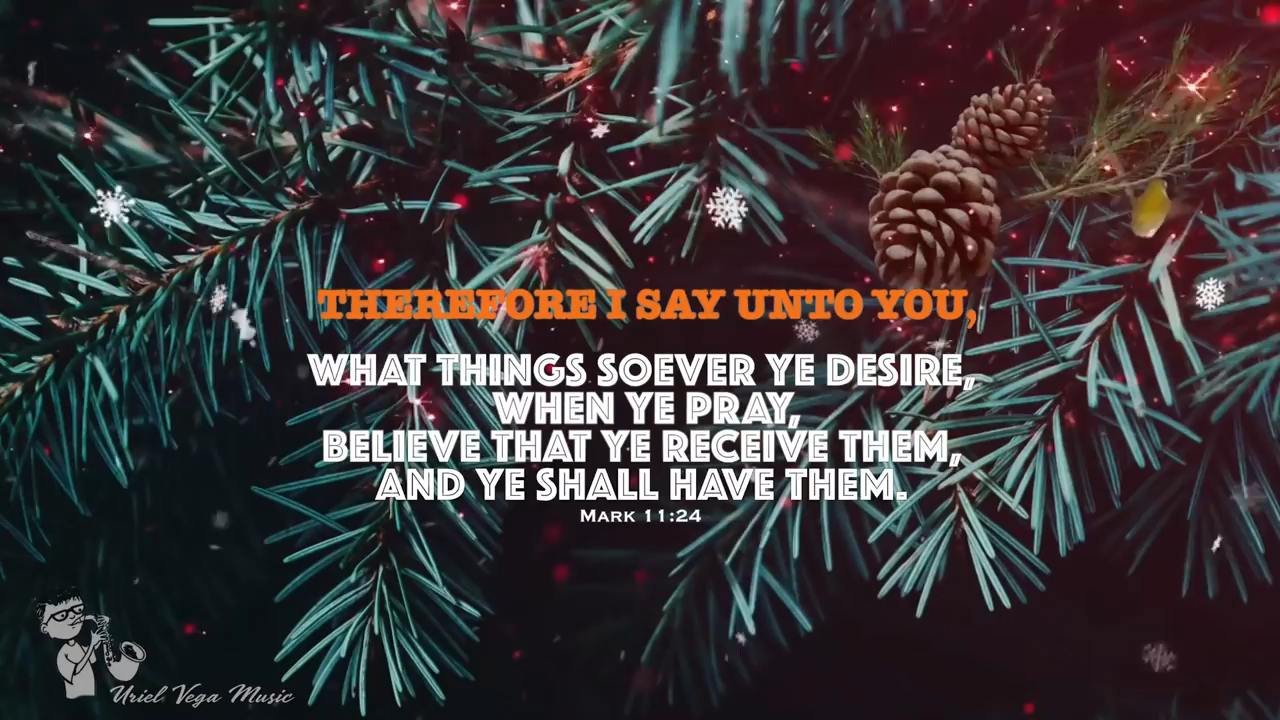 THEREFORE I SAY UNTO YOU,
WHAT THINGS SOEVER YE DESIRE,
WHEN YE PRAY,
BELIEVE THAT YE RECEIVE THEM,
AND YE SHALL HAVE THEM.
Mark 11:24
Uriel Vega Music